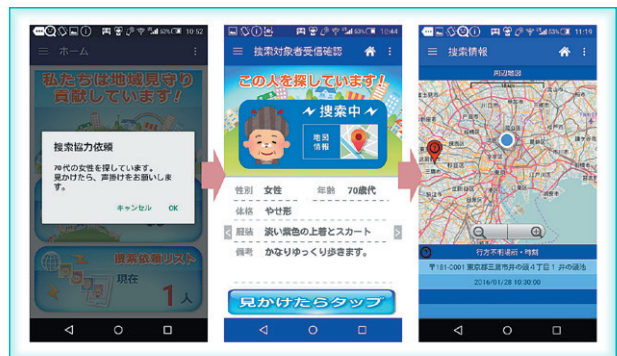 53% 10:52
ホーム
私たちは地域見守り
貢献しています!
捜索協力依頼
70代の女性を探しています。
見かけたら、声掛けをお願いしま
す。
キャンセル OK
捜索依頼リスト
現在
1人
53% 10:44
捜索対象者受信確認
この人を探しています!
捜索中
地図
情報
性別 女性 年齢 70歳代
体格 やせ形
服装 淡い紫色の上着とスカート
備考 かなりゆっくり歩きます。
見かけたらタップ
53% 11:19
捜索情報
周辺地図
行方不明場所・時刻
〒181-0001 東京都三鷹市井の頭4丁目1 井の頭池
2016/01/28 10:30:00